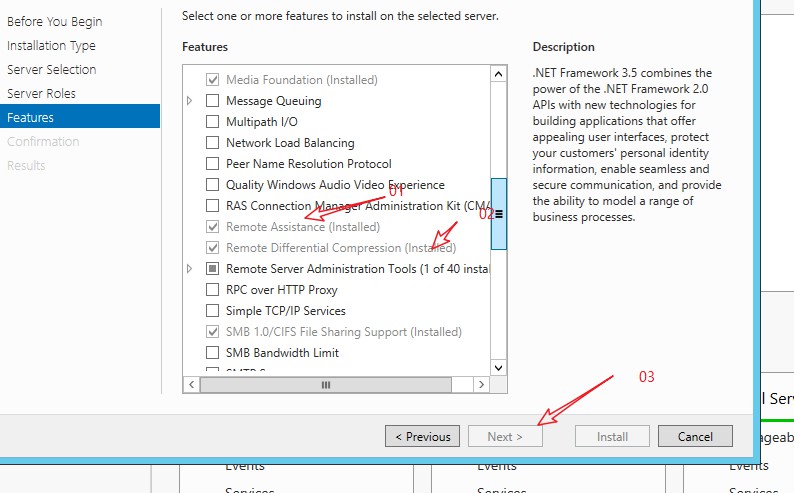 Before You Begin
Installation Type
Server Selection
Server Roles
Features
Confirmation
Results
Select one or more features to install on the selected server.
Features
Media Foundation (Installed)
Message Queuing
Multipath I/O
Network Load Balancing
Peer Name Resolution Protocol
Quality Windows Audio Video Experience
01
RAS Connection Manager Administration Kit (CMA
02
Remote Assistance (Installed)
Remote Differential Compression (Installed)
Remote Server Administration Tools (1 of 40 instal
RPC over HTTP Proxy
Simple TCP/IP Services
SMB 1.0/CIFS File Sharing Support (Installed)
SMB Bandwidth Limit
Description
.NET Framework 3.5 combines the
power of the .NET Framework 2.0
APIs with new technologies for
building applications that offer
appealing user interfaces, protect
your customers' personal identity
information, enable seamless and
secure communication, and provide
the ability to model a range of
business processes.
03
< Previous
Next >
Install
Cancel
l Serv
ageab
Events
Events
Events
Services
Services
Services